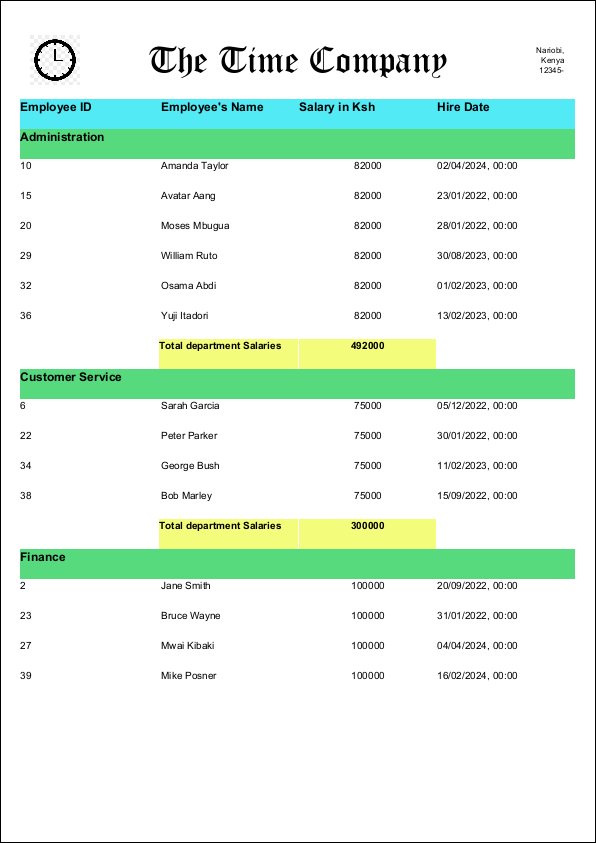 The Time Company
Nariobi,
Kenya
12345-
Employee ID Employee's Name Salary in Ksh Hire Date
Administration
10 Amanda Taylor 82000 02/04/2024, 00:00
15 Avatar Aang 82000 23/01/2022, 00:00
20 Moses Mbugua 82000 28/01/2022, 00:00
29 William Ruto 82000 30/08/2023, 00:00
32 Osama Abdi 82000 01/02/2023, 00:00
36 Yuji Itadori 82000 13/02/2023, 00:00
Total department Salaries 492000
Customer Service
6 Sarah Garcia 75000 05/12/2022, 00:00
22 Peter Parker 75000 30/01/2022, 00:00
34 George Bush 75000 11/02/2023, 00:00
38 Bob Marley 75000 15/09/2022, 00:00
Total department Salaries 300000
Finance
2 Jane Smith 100000 20/09/2022, 00:00
23 Bruce Wayne 100000 31/01/2022, 00:00
27 Mwai Kibaki 100000 04/04/2024, 00:00
39 Mike Posner 100000 16/02/2024, 00:00